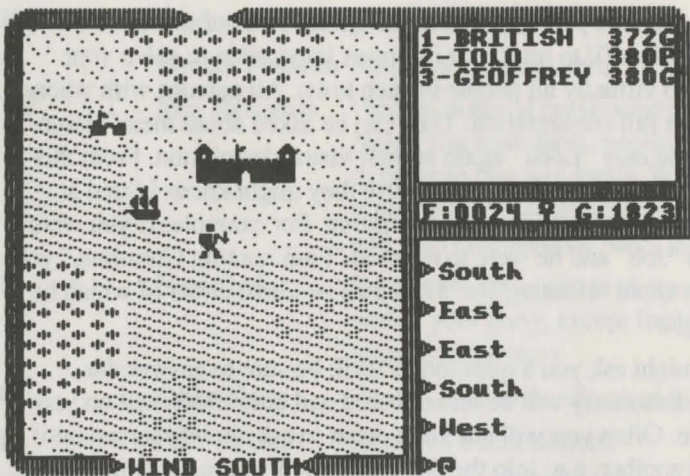 1-BRITISH 372G
2-IOLO 380P
3-GEOFFREY 380G
F:0024 G:1823
South
East
East
South
West
WIND SOUTH